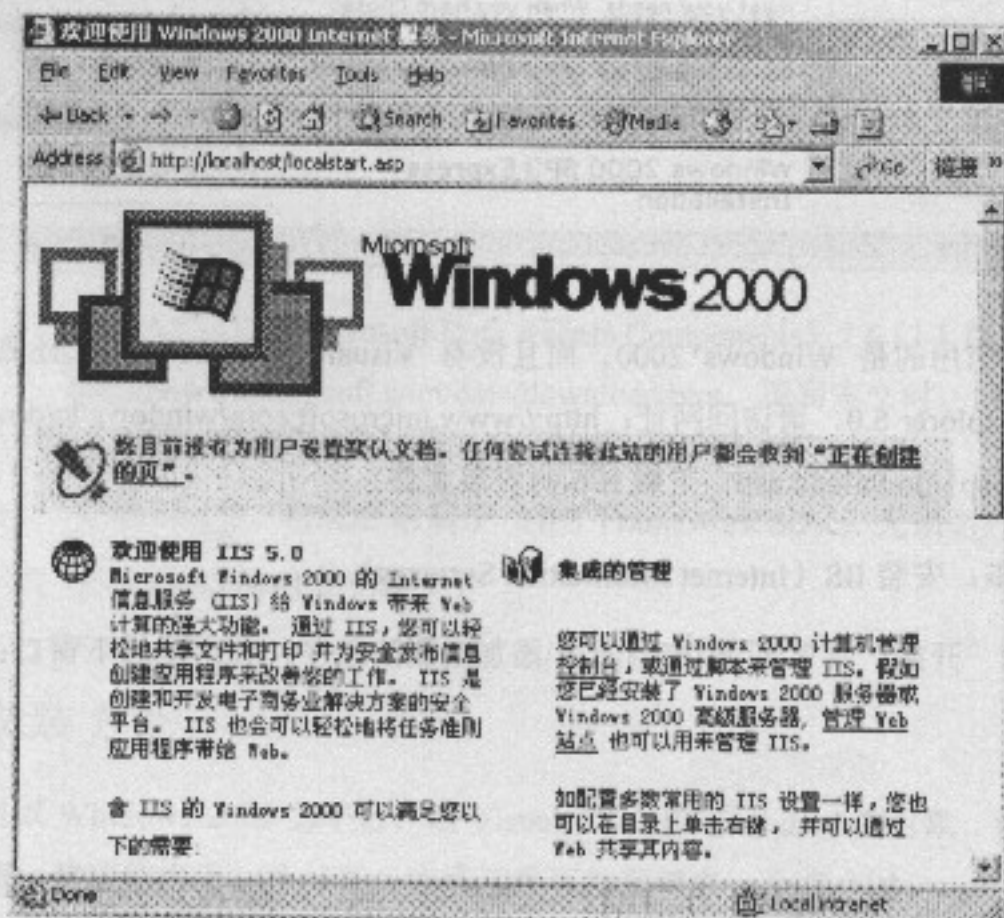 欢迎使用 Windows 2000 Internet 服务 - Microsoft Internet Explorer
File Edit View Favorites Tools Help
Back Search Favorites Media
Address http://localhost/localstart.asp Go 链接 »
Microsoft
Windows 2000
您目前没有为用户设置默认文档。任何尝试连接此站的用户都会收到 "正在创建
的页"。
欢迎使用 IIS 5.0
Microsoft Windows 2000 的 Internet
信息服务 (IIS) 给 Windows 带来 Web
计算的强大功能。 通过 IIS,您可以轻
松地共享文件和打印 并为安全发布信息
创建应用程序来改善您的工作。 IIS 是
创建和开发电子商务业解决方案的安全
平台。 IIS 也会可以轻松地将任务准则
应用程序带给 Web。
含 IIS 的 Windows 2000 可以满足您以
下的需要:
集成的管理
您可以通过 Windows 2000 计算机管理
控制台,或通过脚本来管理 IIS。假如
您已经安装了 Windows 2000 服务器或
Windows 2000 高级服务器, 管理 Web
站点 也可以用来管理 IIS。
如配置多数常用的 IIS 设置一样,您也
可以在目录上单击右键, 并可以通过
Web 共享其内容。
Done
Local intranet